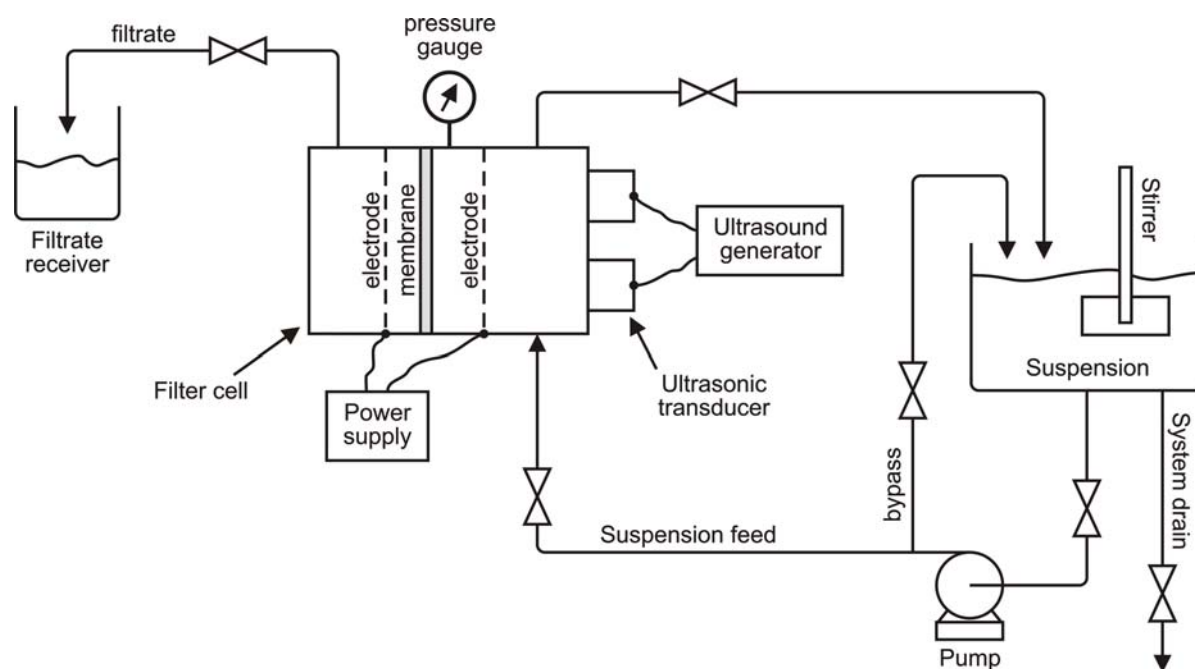 filtrate
pressure
gauge
Filtrate
receiver
electrode
membrane
electrode
Ultrasound
generator
Stirrer
Suspension
Filter cell
Power
supply
Ultrasonic
transducer
bypass
System drain
Suspension feed
Pump